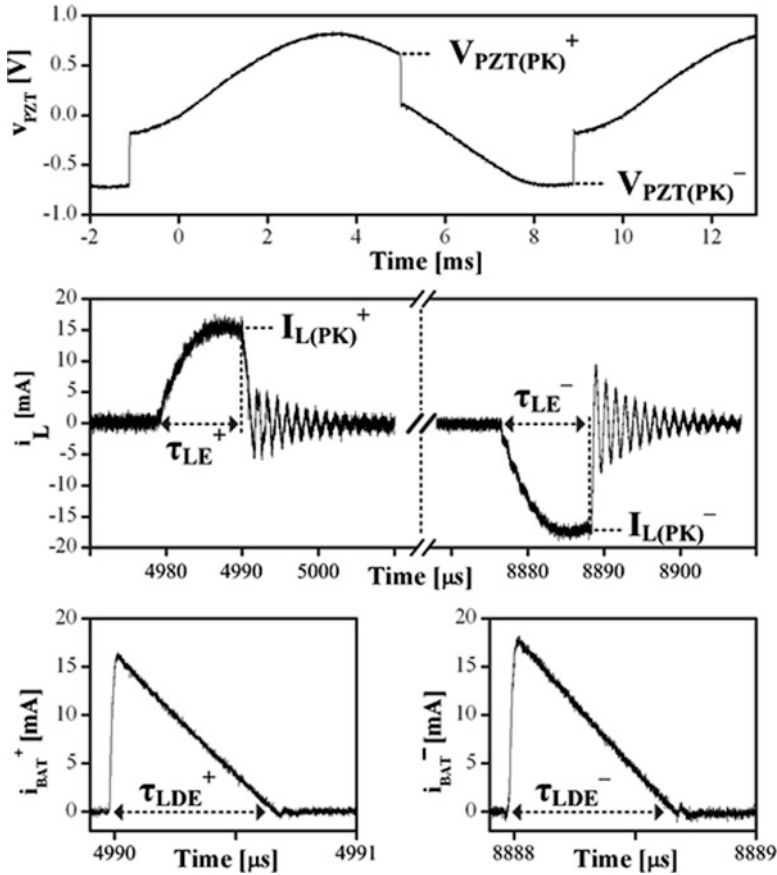 v_PZT [V]
1.0
0.5
0.0
-0.5
-1.0
V_PZT(PK)^+
V_PZT(PK)^−
-2 0 2 4 6 8 10 12
Time [ms]
i_L [mA]
20
15
10
5
0
-5
-10
-15
-20
I_L(PK)^+
τ_LE^+
τ_LE^−
I_L(PK)^−
4980 4990 5000 8880 8890 8900
Time [μs]
i_BAT^+ [mA]
20
15
10
5
0
τ_LDE^+
4990 4991
Time [μs]
i_BAT^− [mA]
20
15
10
5
0
τ_LDE^−
8888 8889
Time [μs]